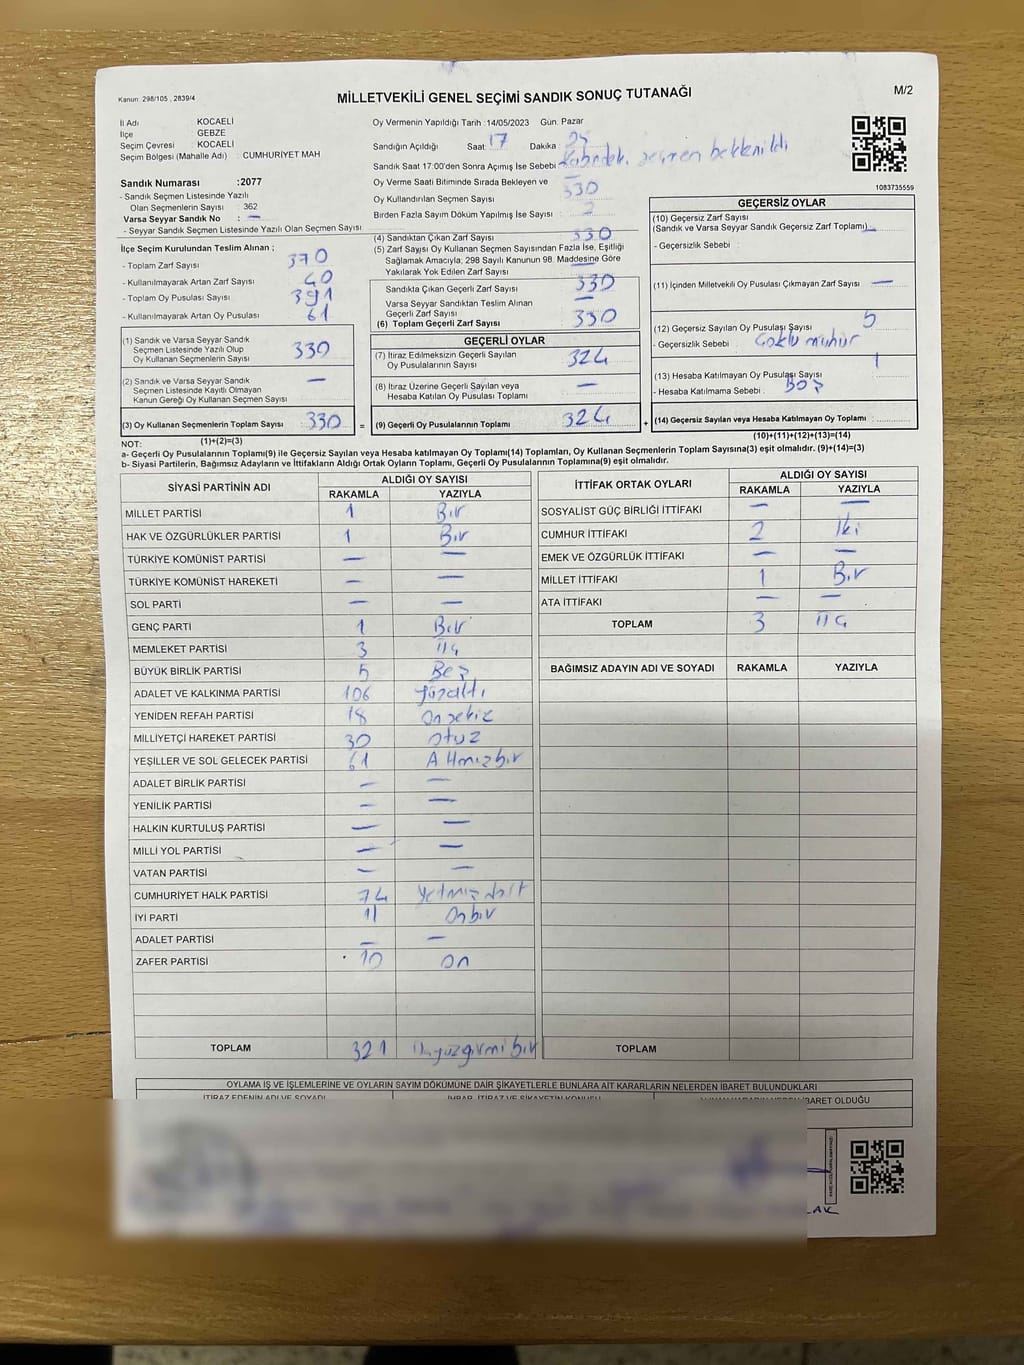 Kanun: 298/105 , 2839/4
MİLLETVEKİLİ GENEL SEÇİMİ SANDIK SONUÇ TUTANAĞI
M/2
İl Adı : KOCAELİ
İlçe : GEBZE
Seçim Çevresi : KOCAELİ
Seçim Bölgesi (Mahalle Adı) : CUMHURİYET MAH
Oy Vermenin Yapıldığı Tarih :14/05/2023 Gün: Pazar
Sandığın Açıldığı Saat: 17 Dakika:
Sandık Saat 17:00'den Sonra Açımış İse Sebebi : seçmen beklenildi
1083735559
Sandık Numarası :2077
- Sandık Seçmen Listesinde Yazılı
Olan Seçmenlerin Sayısı 362
Varsa Seyyar Sandık No : —
- Seyyar Sandık Seçmen Listesinde Yazılı Olan Seçmen Sayısı
Oy Verme Saati Bitiminde Sırada Bekleyen ve
Oy Kullandırılan Seçmen Sayısı 330
Birden Fazla Sayım Döküm Yapılmış İse Sayısı : 2
İlçe Seçim Kurulundan Teslim Alınan ;
- Toplam Zarf Sayısı : 370
- Kullanılmayarak Artan Zarf Sayısı : 40
- Toplam Oy Pusulası Sayısı : 391
- Kullanılmayarak Artan Oy Pusulası : 61
(1) Sandık ve Varsa Seyyar Sandık
Seçmen Listesinde Yazılı Olup
Oy Kullanan Seçmenlerin Sayısı 330
(2) Sandık ve Varsa Seyyar Sandık
Seçmen Listesinde Kayıtlı Olmayan
Kanun Gereği Oy Kullanan Seçmen Sayısı —
(3) Oy Kullanan Seçmenlerin Toplam Sayısı 330 =
(1)+(2)=(3)
(4) Sandıktan Çıkan Zarf Sayısı 330
(5) Zarf Sayısı Oy Kullanan Seçmen Sayısından Fazla İse, Eşitliği
Sağlamak Amacıyla, 298 Sayılı Kanunun 98. Maddesine Göre
Yakılarak Yok Edilen Zarf Sayısı —
Sandıkta Çıkan Geçerli Zarf Sayısı 330
Varsa Seyyar Sandıktan Teslim Alınan
Geçerli Zarf Sayısı —
(6) Toplam Geçerli Zarf Sayısı 330
GEÇERLİ OYLAR
(7) İtiraz Edilmeksizin Geçerli Sayılan
Oy Pusulalarının Sayısı 324
(8) İtiraz Üzerine Geçerli Sayılan veya
Hesaba Katılan Oy Pusulası Toplamı —
(9) Geçerli Oy Pusulalarının Toplamı 324 +
GEÇERSİZ OYLAR
(10) Geçersiz Zarf Sayısı
(Sandık ve Varsa Seyyar Sandık Geçersiz Zarf Toplamı) —
- Geçersizlik Sebebi :
(11) İçinden Milletvekili Oy Pusulası Çıkmayan Zarf Sayısı —
(12) Geçersiz Sayılan Oy Pusulası Sayısı 5
- Geçersizlik Sebebi : Çoklu mühür
(13) Hesaba Katılmayan Oy Pusulası Sayısı 1
- Hesaba Katılmama Sebebi : Boş
(14) Geçersiz Sayılan veya Hesaba Katılmayan Oy Toplamı :
(10)+(11)+(12)+(13)=(14)
NOT:
a- Geçerli Oy Pusulalarının Toplamı(9) ile Geçersiz Sayılan veya Hesaba katılmayan Oy Toplamı(14) Toplamları, Oy Kullanan Seçmenlerin Toplam Sayısına(3) eşit olmalıdır. (9)+(14)=(3)
b- Siyasi Partilerin, Bağımsız Adayların ve İttifakların Aldığı Ortak Oyların Toplamı, Geçerli Oy Pusulalarının Toplamına(9) eşit olmalıdır.
SİYASİ PARTİNİN ADI ALDIĞI OY SAYISI
RAKAMLA YAZIYLA
MİLLET PARTİSİ 1 Bir
HAK VE ÖZGÜRLÜKLER PARTİSİ 1 Bir
TÜRKİYE KOMÜNİST PARTİSİ — —
TÜRKİYE KOMÜNİST HAREKETİ — —
SOL PARTİ — —
GENÇ PARTİ 1 Bir
MEMLEKET PARTİSİ 3 üç
BÜYÜK BİRLİK PARTİSİ 5 Beş
ADALET VE KALKINMA PARTİSİ 106 yüzaltı
YENİDEN REFAH PARTİSİ 18 onsekiz
MİLLİYETÇİ HAREKET PARTİSİ 30 otuz
YEŞİLLER VE SOL GELECEK PARTİSİ 61 Altmışbir
ADALET BİRLİK PARTİSİ — —
YENİLİK PARTİSİ — —
HALKIN KURTULUŞ PARTİSİ — —
MİLLİ YOL PARTİSİ — —
VATAN PARTİSİ — —
CUMHURİYET HALK PARTİSİ 74 yetmiş dört
İYİ PARTİ 11 onbir
ADALET PARTİSİ — —
ZAFER PARTİSİ 10 on
TOPLAM 321 üçyüzyirmi bir
İTTİFAK ORTAK OYLARI ALDIĞI OY SAYISI
RAKAMLA YAZIYLA
SOSYALİST GÜÇ BİRLİĞİ İTTİFAKI — —
CUMHUR İTTİFAKI 2 iki
EMEK VE ÖZGÜRLÜK İTTİFAKI — —
MİLLET İTTİFAKI 1 Bir
ATA İTTİFAKI — —
TOPLAM 3 üç
BAĞIMSIZ ADAYIN ADI VE SOYADI RAKAMLA YAZIYLA
TOPLAM
OYLAMA İŞ VE İŞLEMLERİNE VE OYLARIN SAYIM DÖKÜMÜNE DAİR ŞİKAYETLERLE BUNLARA AİT KARARLARIN NELERDEN İBARET BULUNDUKLARI
İTİRAZ EDENİN ADI VE SOYADI İHBAR, İTİRAZ VE ŞİKAYETİN KONUSU İBARET OLDUĞU